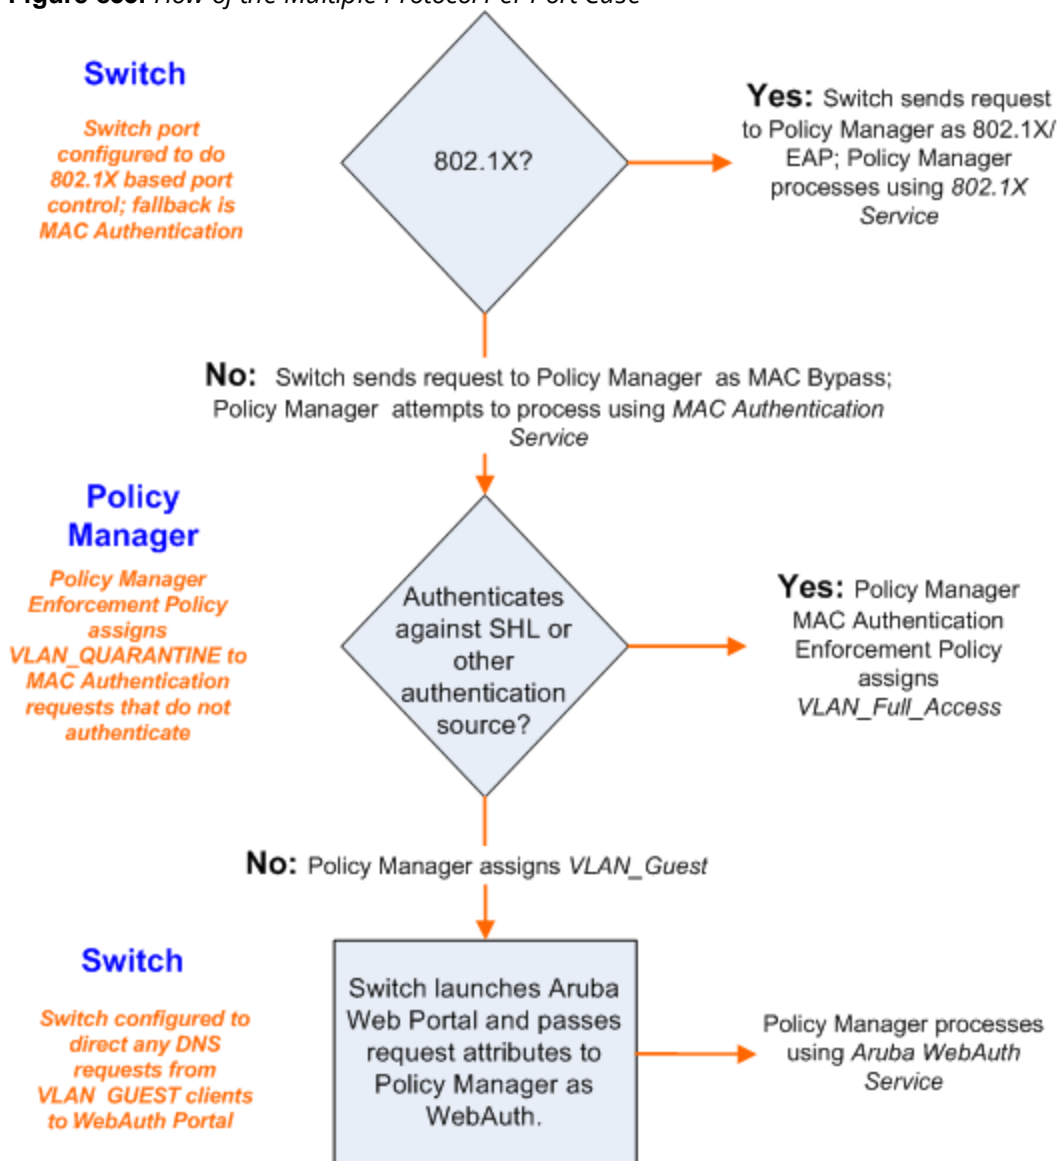 Switch
Switch port
configured to do
802.1X based port
control; fallback is
MAC Authentication
802.1X?
Yes: Switch sends request
to Policy Manager as 802.1X/
EAP; Policy Manager
processes using 802.1X
Service
No: Switch sends request to Policy Manager as MAC Bypass;
Policy Manager attempts to process using MAC Authentication
Service
Policy
Manager
Policy Manager
Enforcement Policy
assigns
VLAN_QUARANTINE to
MAC Authentication
requests that do not
authenticate
Authenticates
against SHL or
other
authentication
source?
Yes: Policy Manager
MAC Authentication
Enforcement Policy
assigns
VLAN_Full_Access
No: Policy Manager assigns VLAN_Guest
Switch
Switch configured to
direct any DNS
requests from
VLAN_GUEST clients
to WebAuth Portal
Switch launches Aruba
Web Portal and passes
request attributes to
Policy Manager as
WebAuth.
Policy Manager processes
using Aruba WebAuth
Service